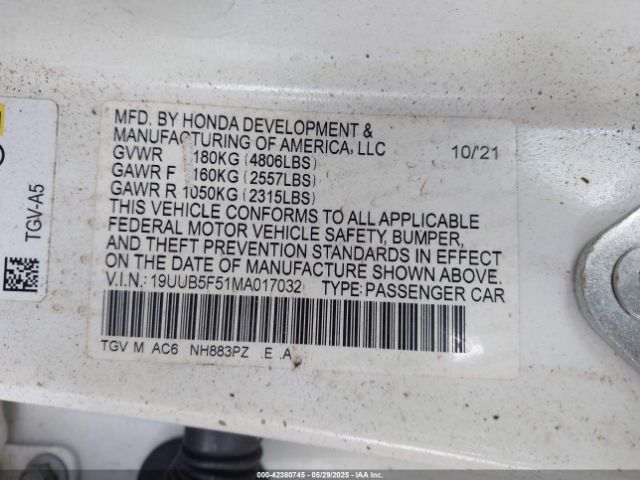 MFD. BY HONDA DEVELOPMENT &
MANUFACTURING OF AMERICA, LLC 10/'21
GVWR 180KG (4806LBS)
GAWR F 160KG (2557LBS)
GAWR R 1050KG (2315LBS)
THIS VEHICLE CONFORMS TO ALL APPLICABLE
FEDERAL MOTOR VEHICLE SAFETY, BUMPER,
AND THEFT PREVENTION STANDARDS IN EFFECT
ON THE DATE OF MANUFACTURE SHOWN ABOVE.
V.I.N.: 19UUB5F51MA017032 TYPE: PASSENGER CAR
TGV M AC6 NH883PZ .E .A
TGV-A5
000-42380745 - 05/29/2025 - IAAI.COM